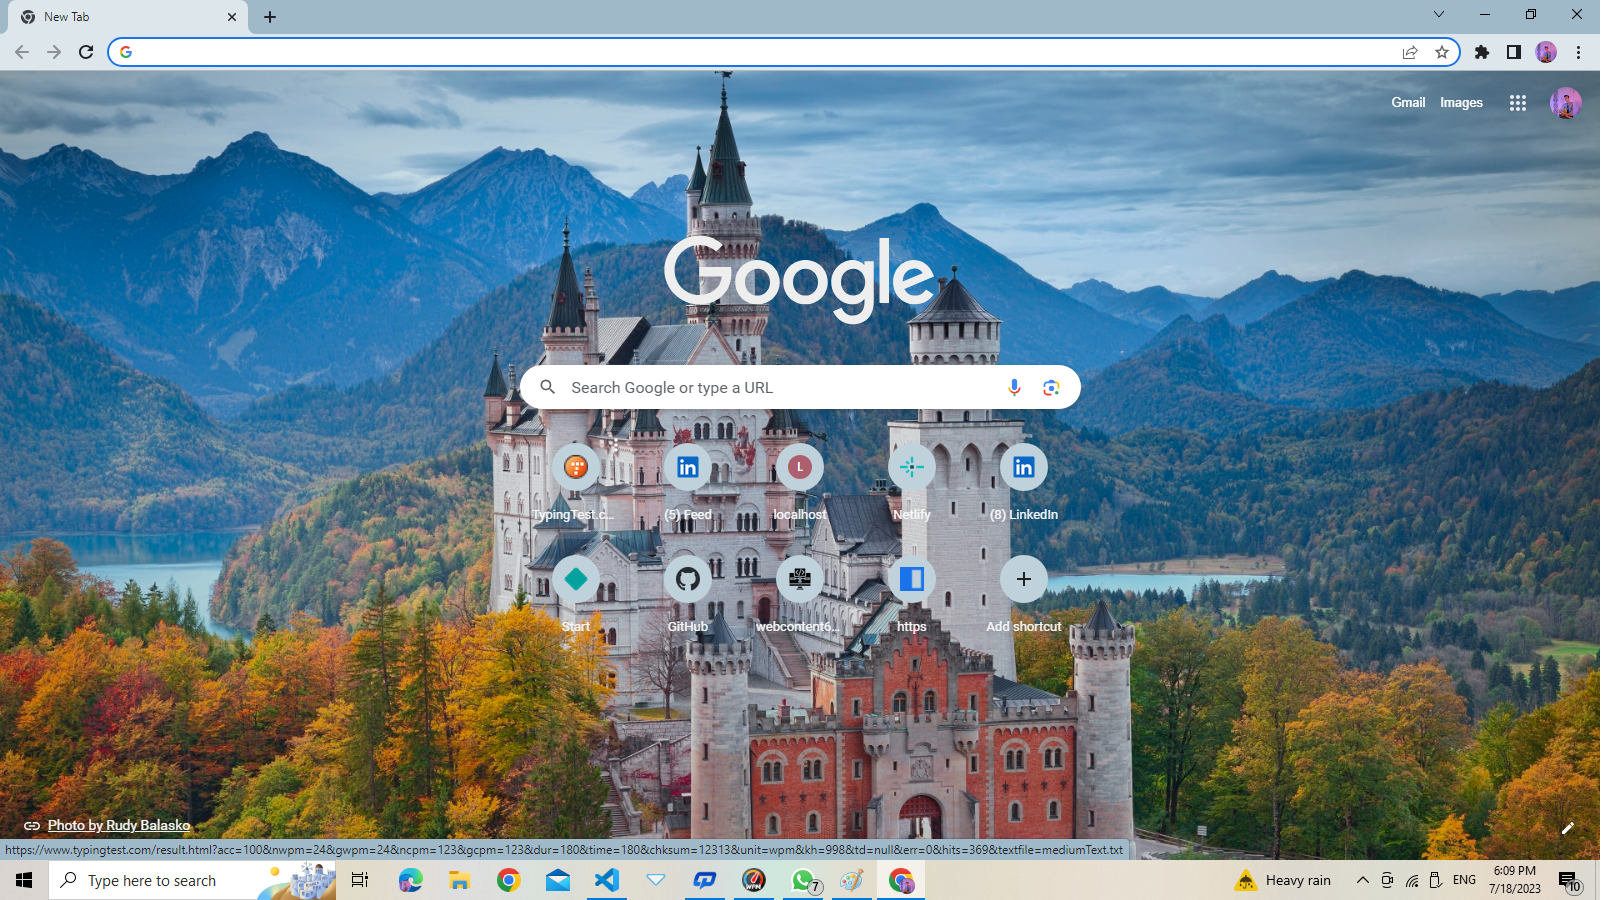 New Tab
Gmail Images
Google
Search Google or type a URL
TypingTest.c...
(5) Feed
L
localhost
Netlify
(8) LinkedIn
Start
GitHub
webcontent6...
https
Add shortcut
Photo by Rudy Balasko
https://www.typingtest.com/result.html?acc=100&nwpm=24&gwpm=24&ncpm=123&gcpm=123&dur=180&time=180&chksum=12313&unit=wpm&kh=998&td=null&err=0&hits=369&textfile=mediumText.txt
Type here to search
WPM
7
Heavy rain
ENG
6:09 PM
7/18/2023
10